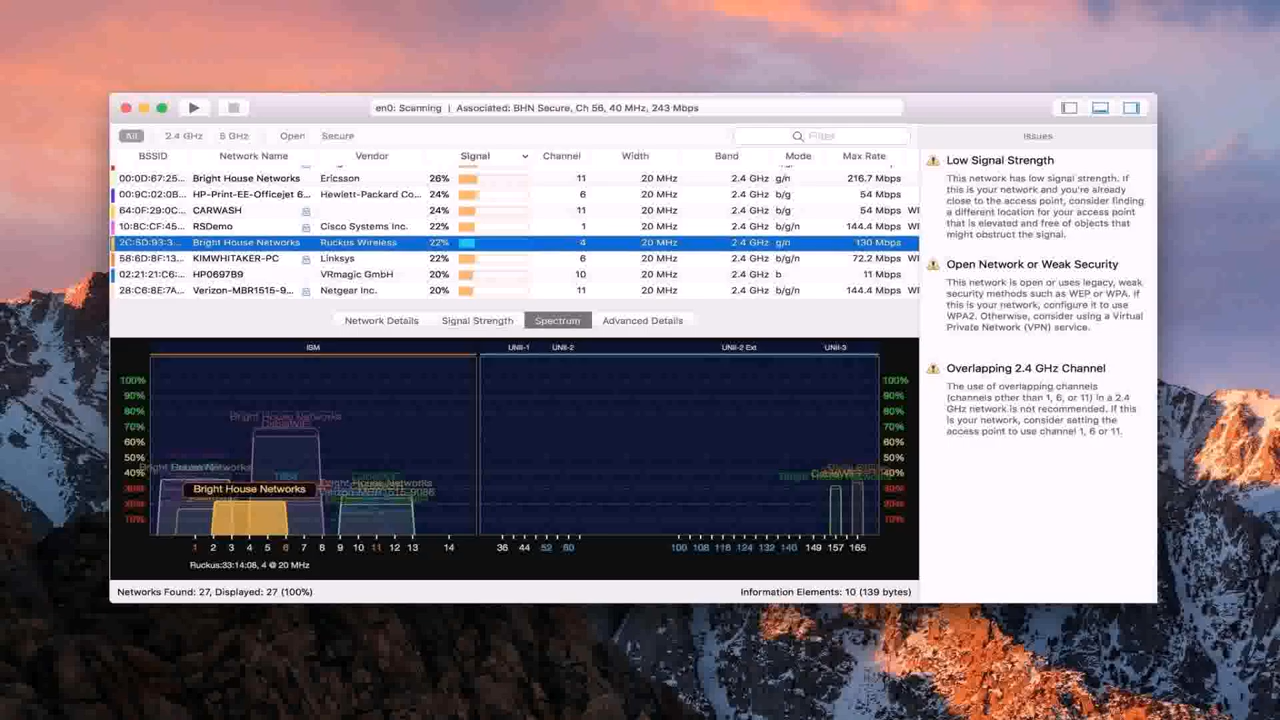 en0: Scanning | Associated: BHN Secure, Ch 56, 40 MHz, 243 Mbps
All 2.4 GHz 5 GHz Open Secure Filter
BSSID Network Name Vendor Signal Channel Width Band Mode Max Rate
00:0D:67:25... Bright House Networks Ericsson 26% 11 20 MHz 2.4 GHz g/n 216.7 Mbps
00:9C:02:0B... HP-Print-EE-Officejet 6... Hewlett-Packard Co... 24% 6 20 MHz 2.4 GHz b/g 54 Mbps
64:0F:29:0C... CARWASH 24% 11 20 MHz 2.4 GHz b/g 54 Mbps
10:8C:CF:45:... RSDemo Cisco Systems Inc. 22% 1 20 MHz 2.4 GHz b/g/n 144.4 Mbps
2C:5D:93:3... Bright House Networks Ruckus Wireless 22% 4 20 MHz 2.4 GHz g/n 130 Mbps
58:6D:8F:13... KIMWHITAKER-PC Linksys 22% 6 20 MHz 2.4 GHz b/g/n 72.2 Mbps
02:21:21:C6:... HP0697B9 VRmagic GmbH 20% 10 20 MHz 2.4 GHz b 11 Mbps
28:C6:8E:7A... Verizon-MBR1515-9... Netgear Inc. 20% 11 20 MHz 2.4 GHz b/g/n 144.4 Mbps
Network Details Signal Strength Spectrum Advanced Details
ISM UNII-1 UNII-2 UNII-2 Ext UNII-3
100% 100%
90% 90%
80% 80%
Bright House Networks
70% 70%
60% 60%
50% 50%
40% 40%
Bright House Networks
30% 30%
20% 20%
10% 10%
1 2 3 4 5 6 7 8 9 10 11 12 13 14 36 44 52 60 100 108 116 124 132 140 149 157 165
Ruckus:33:14:08, 4 @ 20 MHz
Networks Found: 27, Displayed: 27 (100%) Information Elements: 10 (139 bytes)
Issues
Low Signal Strength
This network has low signal strength. If
this is your network and you're already
close to the access point, consider finding
a different location for your access point
that is elevated and free of objects that
might obstruct the signal.
Open Network or Weak Security
This network is open or uses legacy, weak
security methods such as WEP or WPA. If
this is your network, configure it to use
WPA2. Otherwise, consider using a Virtual
Private Network (VPN) service.
Overlapping 2.4 GHz Channel
The use of overlapping channels
(channels other than 1, 6, or 11) in a 2.4
GHz network is not recommended. If this
is your network, consider setting the
access point to use channel 1, 6 or 11.